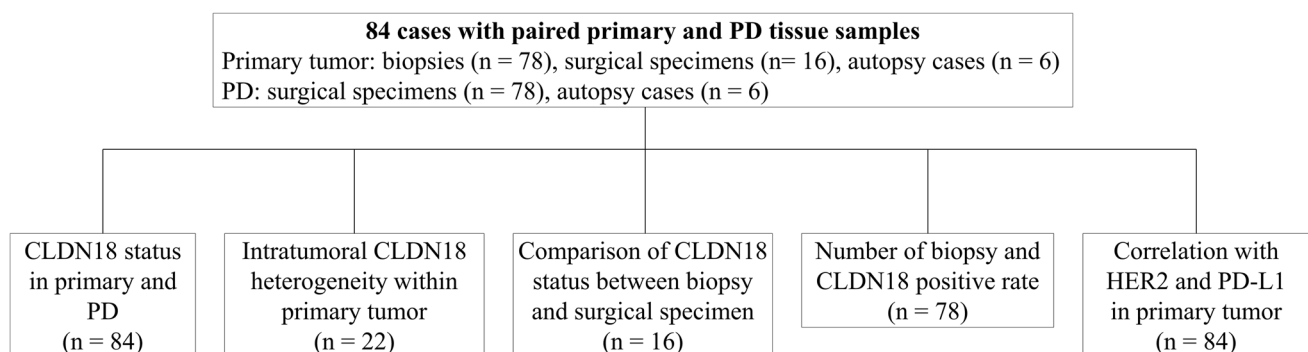 84 cases with paired primary and PD tissue samples
Primary tumor: biopsies (n = 78), surgical specimens (n= 16), autopsy cases (n = 6)
PD: surgical specimens (n = 78), autopsy cases (n = 6)
CLDN18 status
in primary and
PD
(n = 84)
Intratumoral CLDN18
heterogeneity within
primary tumor
(n = 22)
Comparison of CLDN18
status between biopsy
and surgical specimen
(n = 16)
Number of biopsy and
CLDN18 positive rate
(n = 78)
Correlation with
HER2 and PD-L1
in primary tumor
(n = 84)